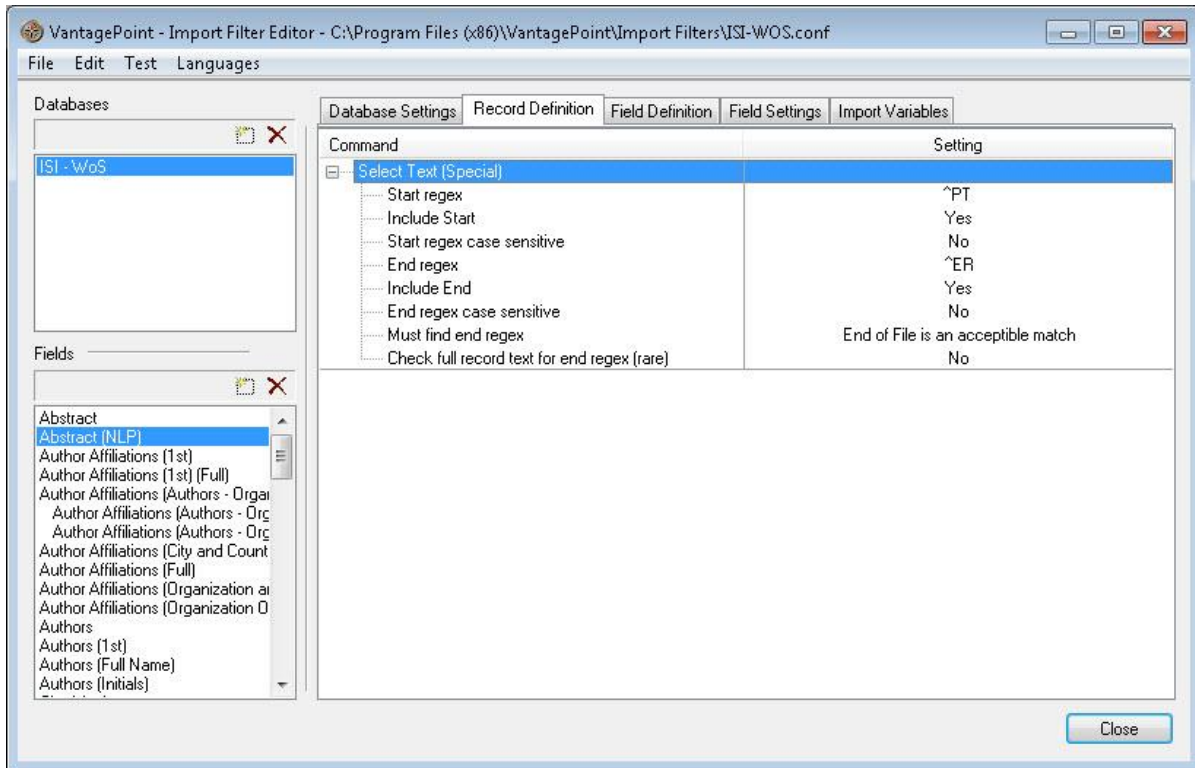 VantagePoint - Import Filter Editor - C:\Program Files (x86)\VantagePoint\Import Filters\ISI-WOS.conf
File Edit Test Languages
Databases
ISI - WoS
Fields
Abstract
Abstract (NLP)
Author Affiliations (1st)
Author Affiliations (1st) (Full)
Author Affiliations (Authors - Organ
Author Affiliations (Authors - Org
Author Affiliations (Authors - Org
Author Affiliations (City and Count
Author Affiliations (Full)
Author Affiliations (Organization an
Author Affiliations (Organization O
Authors
Authors (1st)
Authors (Full Name)
Authors (Initials)
Database Settings Record Definition Field Definition Field Settings Import Variables
Command Setting
Select Text (Special)
Start regex ^PT
Include Start Yes
Start regex case sensitive No
End regex ^ER
Include End Yes
End regex case sensitive No
Must find end regex End of File is an acceptible match
Check full record text for end regex (rare) No
Close